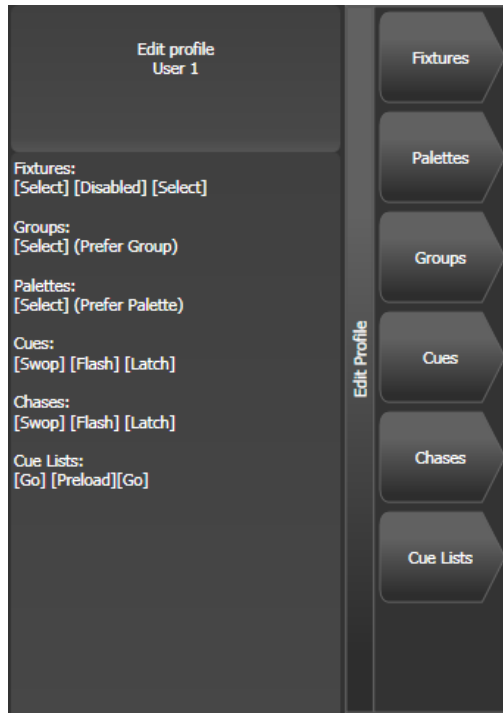 Edit profile
User 1
Fixtures:
[Select] [Disabled] [Select]
Groups:
[Select] (Prefer Group)
Palettes:
[Select] (Prefer Palette)
Cues:
[Swop] [Flash] [Latch]
Chases:
[Swop] [Flash] [Latch]
Cue Lists:
[Go] [Preload][Go]
Edit Profile
Fixtures
Palettes
Groups
Cues
Chases
Cue Lists